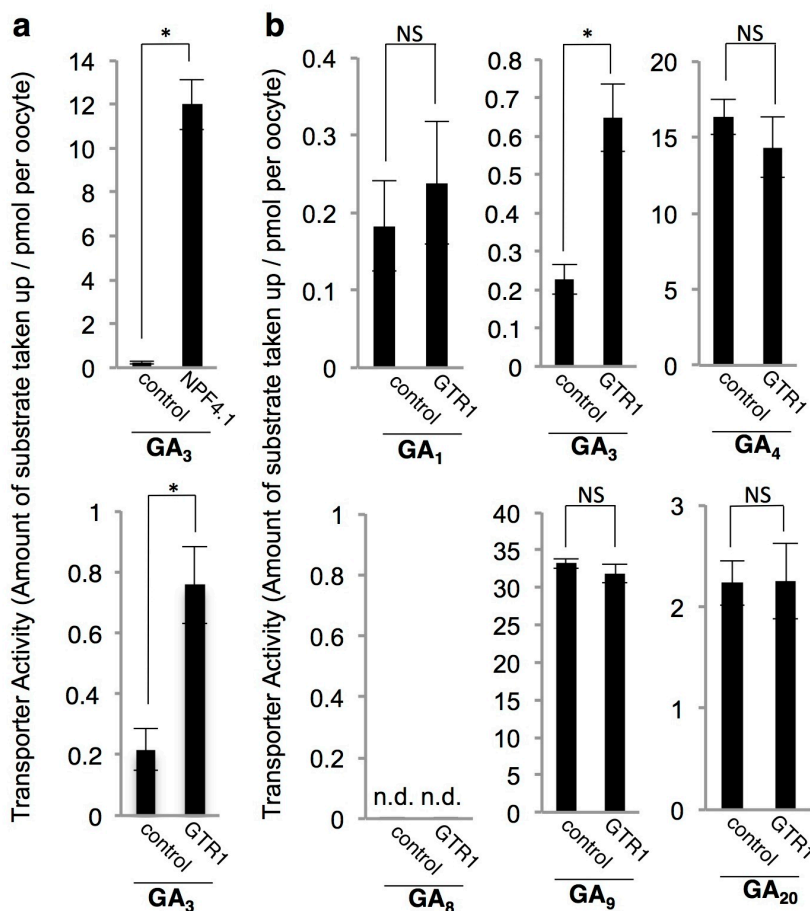 a
Transporter Activity (Amount of substrate taken up / pmol per oocyte)
*
14
12
10
8
6
4
2
0
control
NPF4.1
GA3
*
1
0.8
0.6
0.4
0.2
0
control
GTR1
GA3
b
Transporter Activity (Amount of substrate taken up / pmol per oocyte)
NS
0.4
0.3
0.2
0.1
0
control
GTR1
GA1
*
0.8
0.7
0.6
0.5
0.4
0.3
0.2
0.1
0
control
GTR1
GA3
NS
20
15
10
5
0
control
GTR1
GA4
1
0.8
0.6
0.4
0.2
0
n.d. n.d.
control
GTR1
GA8
NS
40
35
30
25
20
15
10
5
0
control
GTR1
GA9
NS
3
2
1
0
control
GTR1
GA20